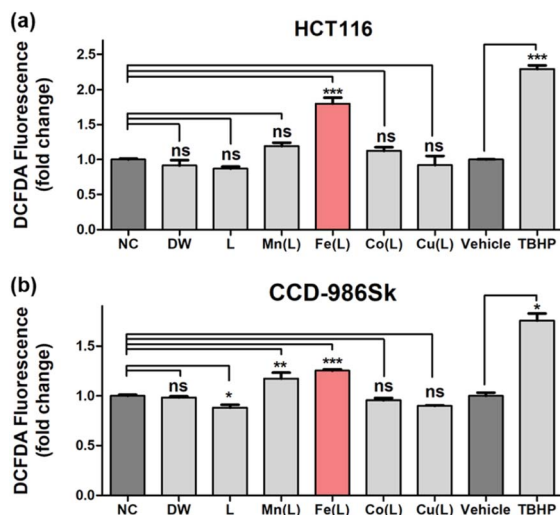 (a)
HCT116
DCFDA Fluorescence
(fold change)
2.5
2.0
1.5
1.0
0.5
0.0
ns
ns
ns
***
ns
ns
***
NC DW L Mn(L) Fe(L) Co(L) Cu(L) Vehicle TBHP
(b)
CCD-986Sk
DCFDA Fluorescence
(fold change)
1.5
1.0
0.5
0.0
ns
*
**
***
ns
ns
*
NC DW L Mn(L) Fe(L) Co(L) Cu(L) Vehicle TBHP